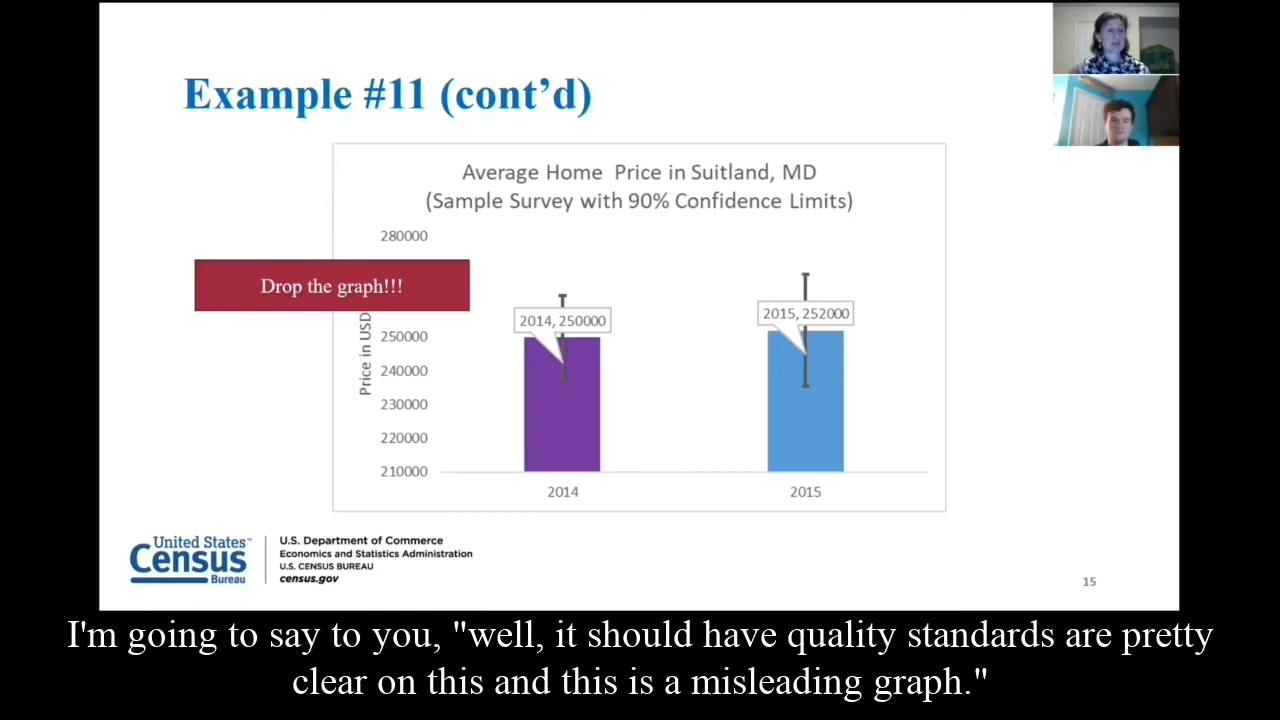 Example #11 (cont’d)
Average Home Price in Suitland, MD
(Sample Survey with 90% Confidence Limits)
280000
Drop the graph!!!
2014, 250000
2015, 252000
250000
240000
230000
220000
210000
Price in USD
2014
2015
United States™
Census
Bureau
U.S. Department of Commerce
Economics and Statistics Administration
U.S. CENSUS BUREAU
census.gov
15
I'm going to say to you, "well, it should have quality standards are pretty
clear on this and this is a misleading graph."